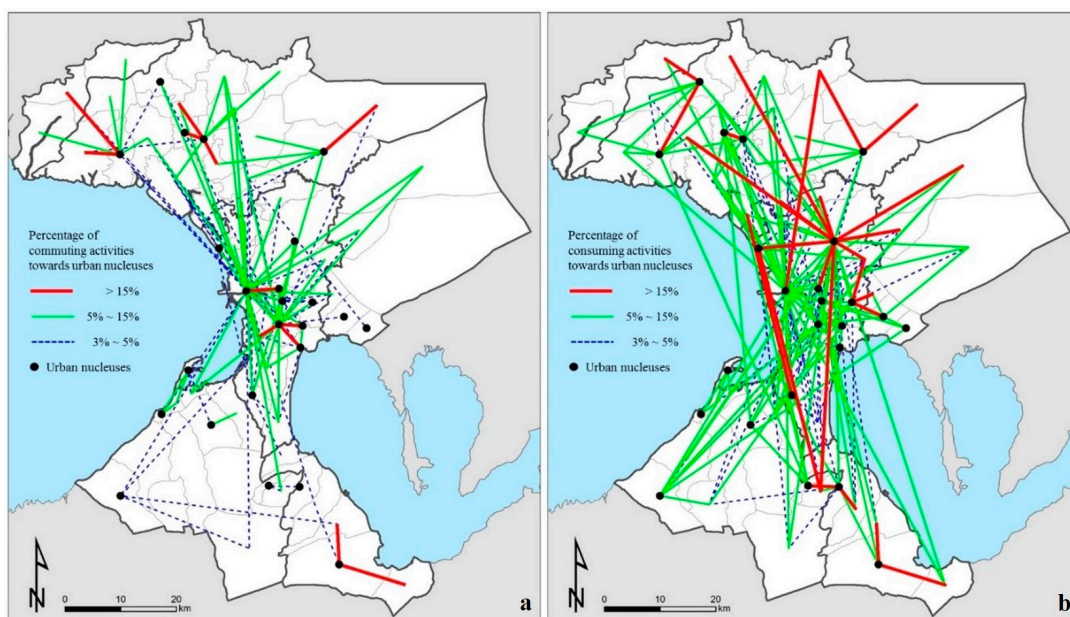 Percentage of
commuting activities
towards urban nucleuses
> 15%
5% ~ 15%
3% ~ 5%
Urban nucleuses
N
0 10 20
km
a
Percentage of
consuming activities
towards urban nucleuses
> 15%
5% ~ 15%
3% ~ 5%
Urban nucleuses
N
0 10 20
km
b